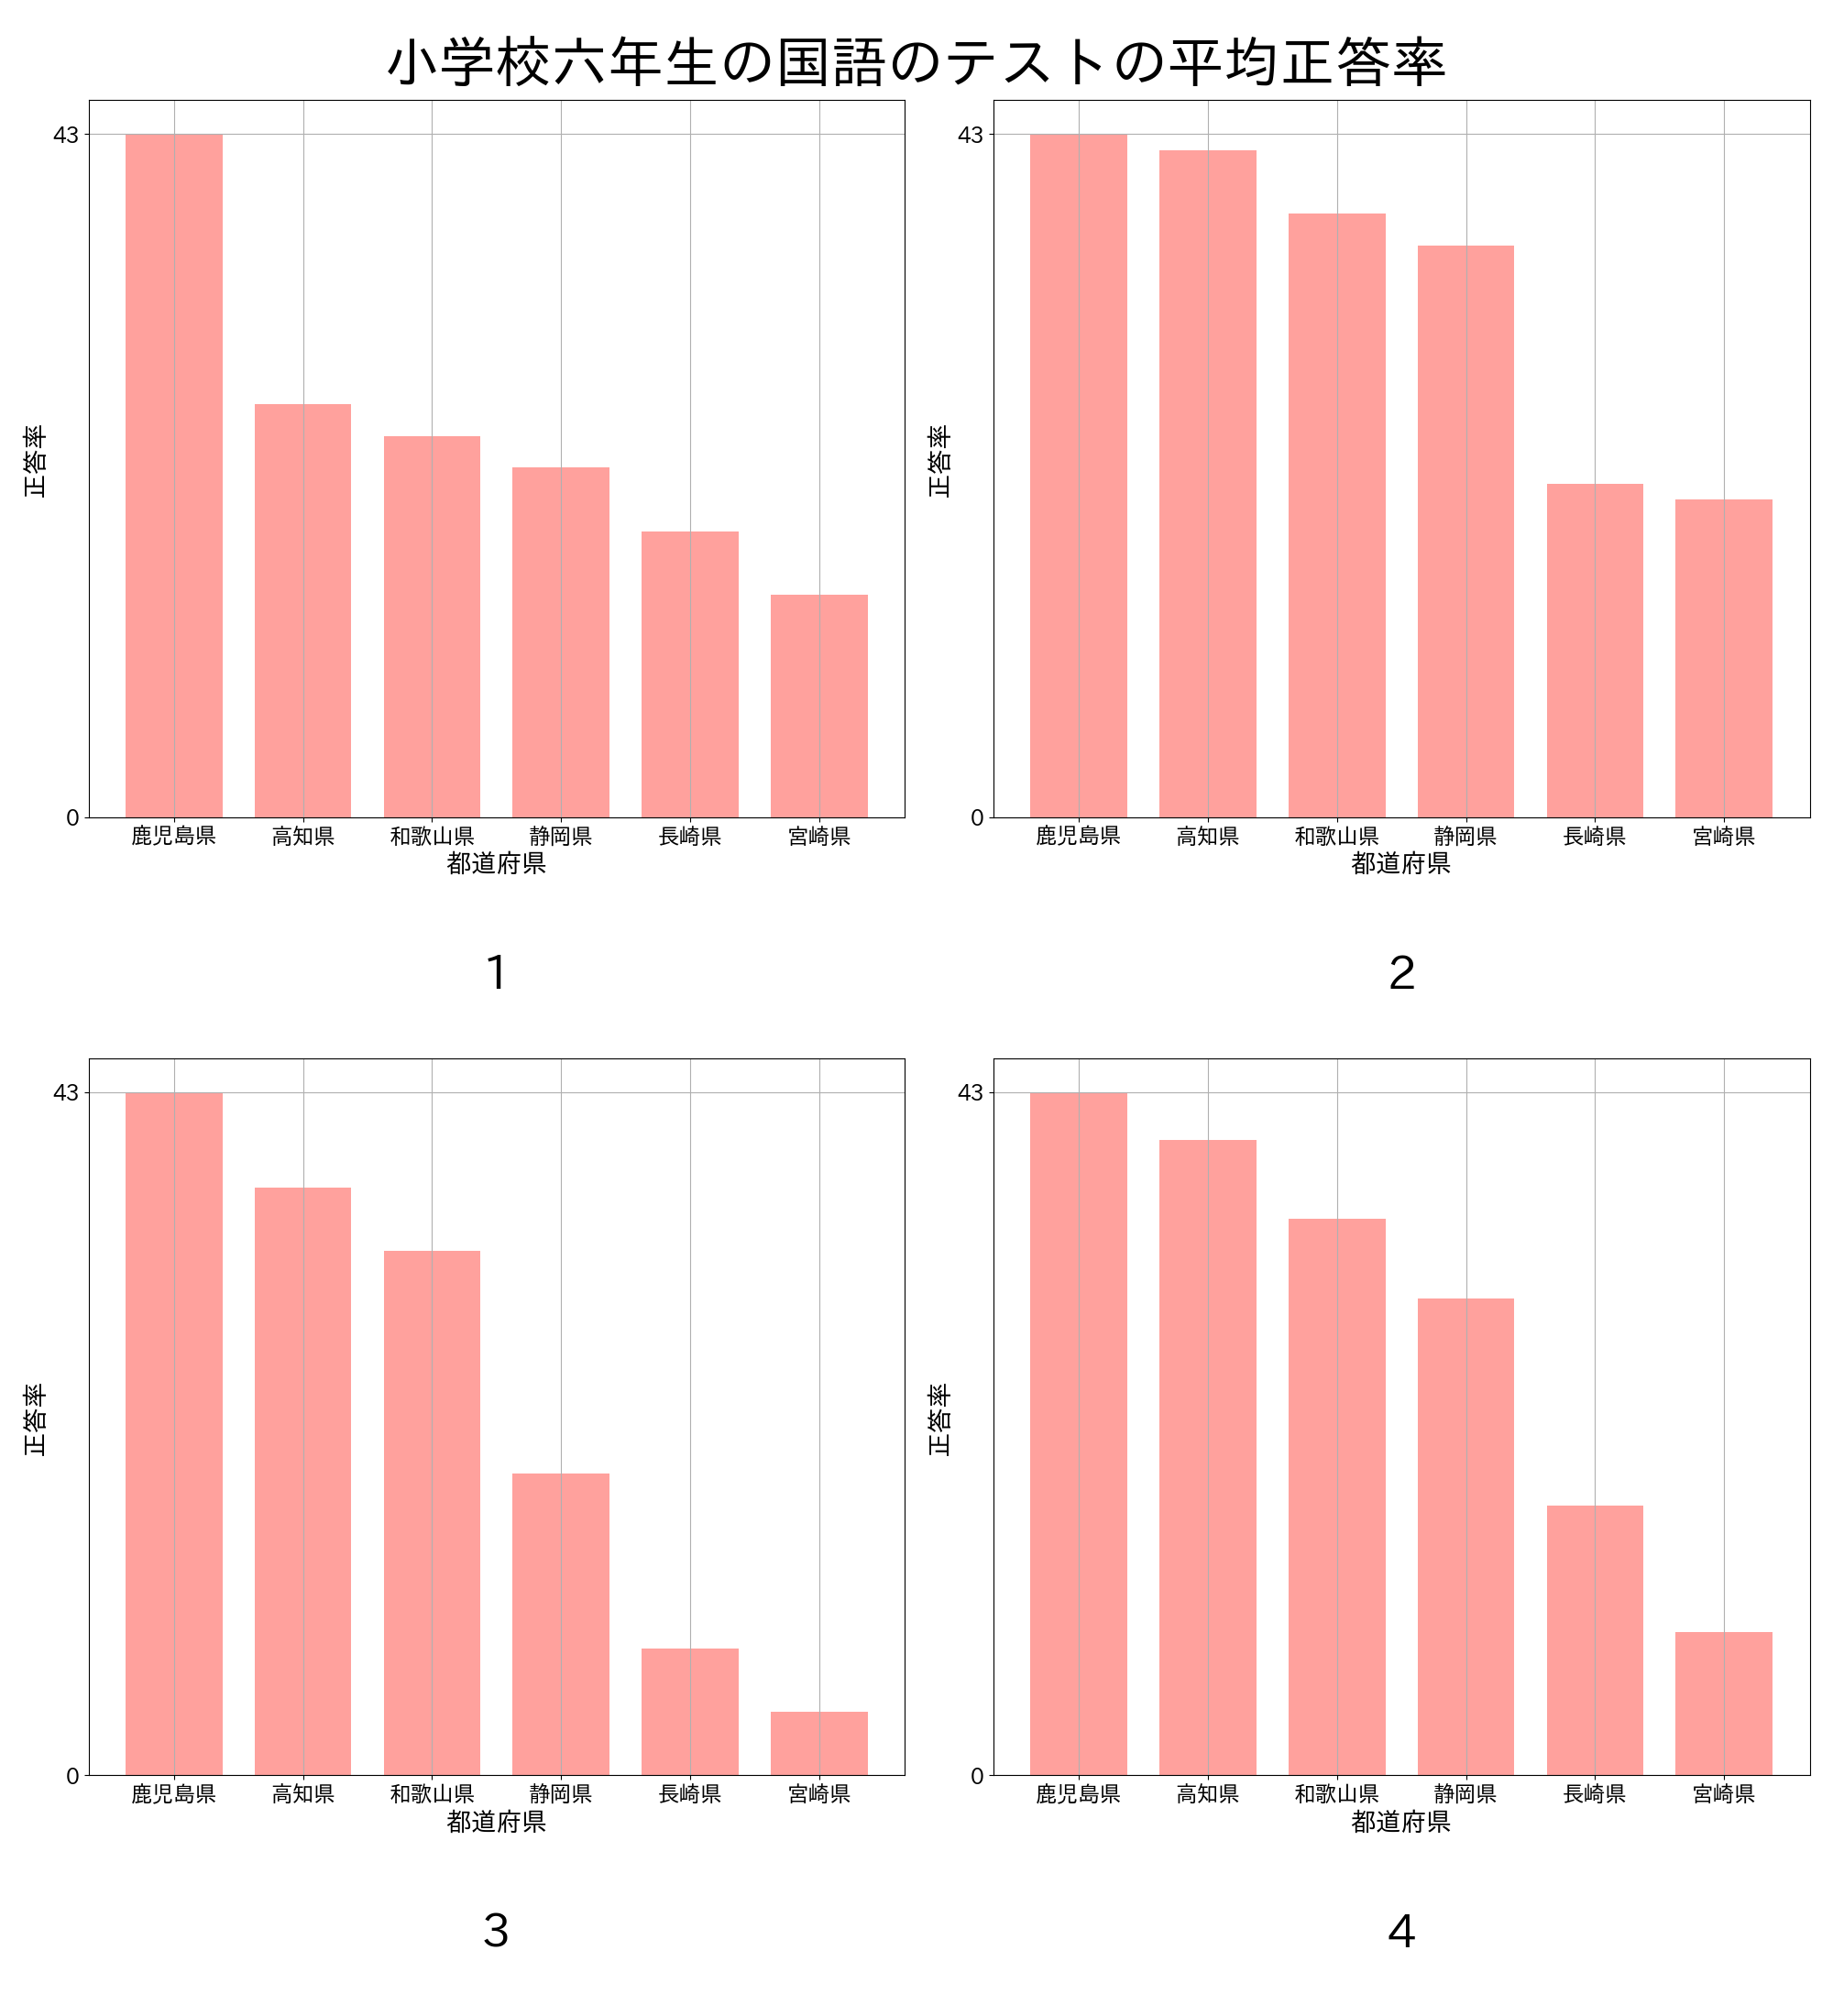 小学校六年生の国語のテストの平均正答率
43
0
正答率
鹿児島県 高知県 和歌山県 静岡県 長崎県 宮崎県
都道府県
1
43
0
正答率
鹿児島県 高知県 和歌山県 静岡県 長崎県 宮崎県
都道府県
2
43
0
正答率
鹿児島県 高知県 和歌山県 静岡県 長崎県 宮崎県
都道府県
3
43
0
正答率
鹿児島県 高知県 和歌山県 静岡県 長崎県 宮崎県
都道府県
4